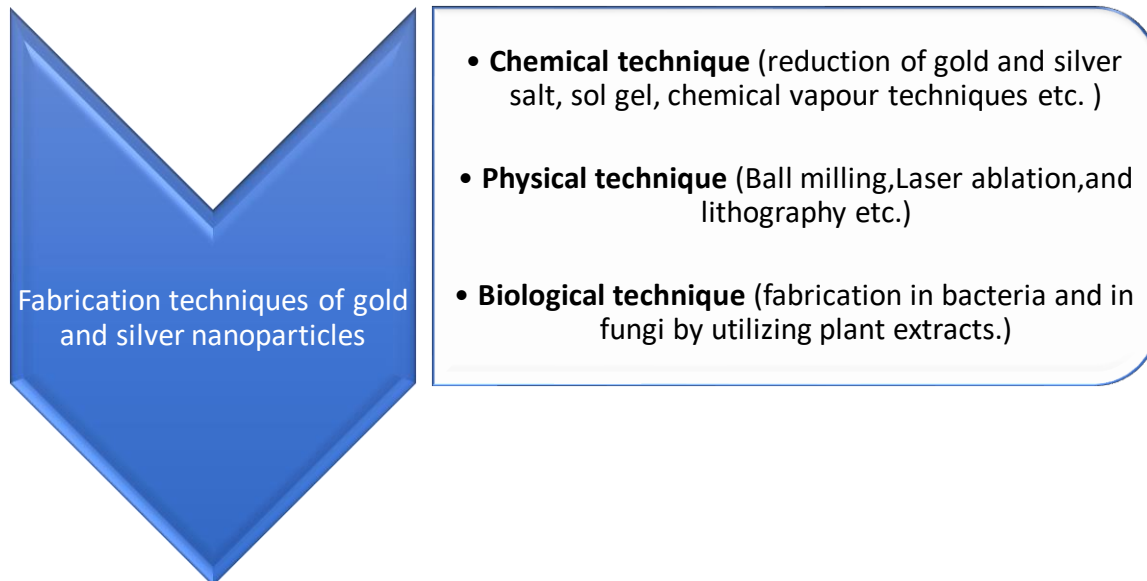 Fabrication techniques of gold
and silver nanoparticles
• Chemical technique (reduction of gold and silver
salt, sol gel, chemical vapour techniques etc. )
• Physical technique (Ball milling,Laser ablation,and
lithography etc.)
• Biological technique (fabrication in bacteria and in
fungi by utilizing plant extracts.)